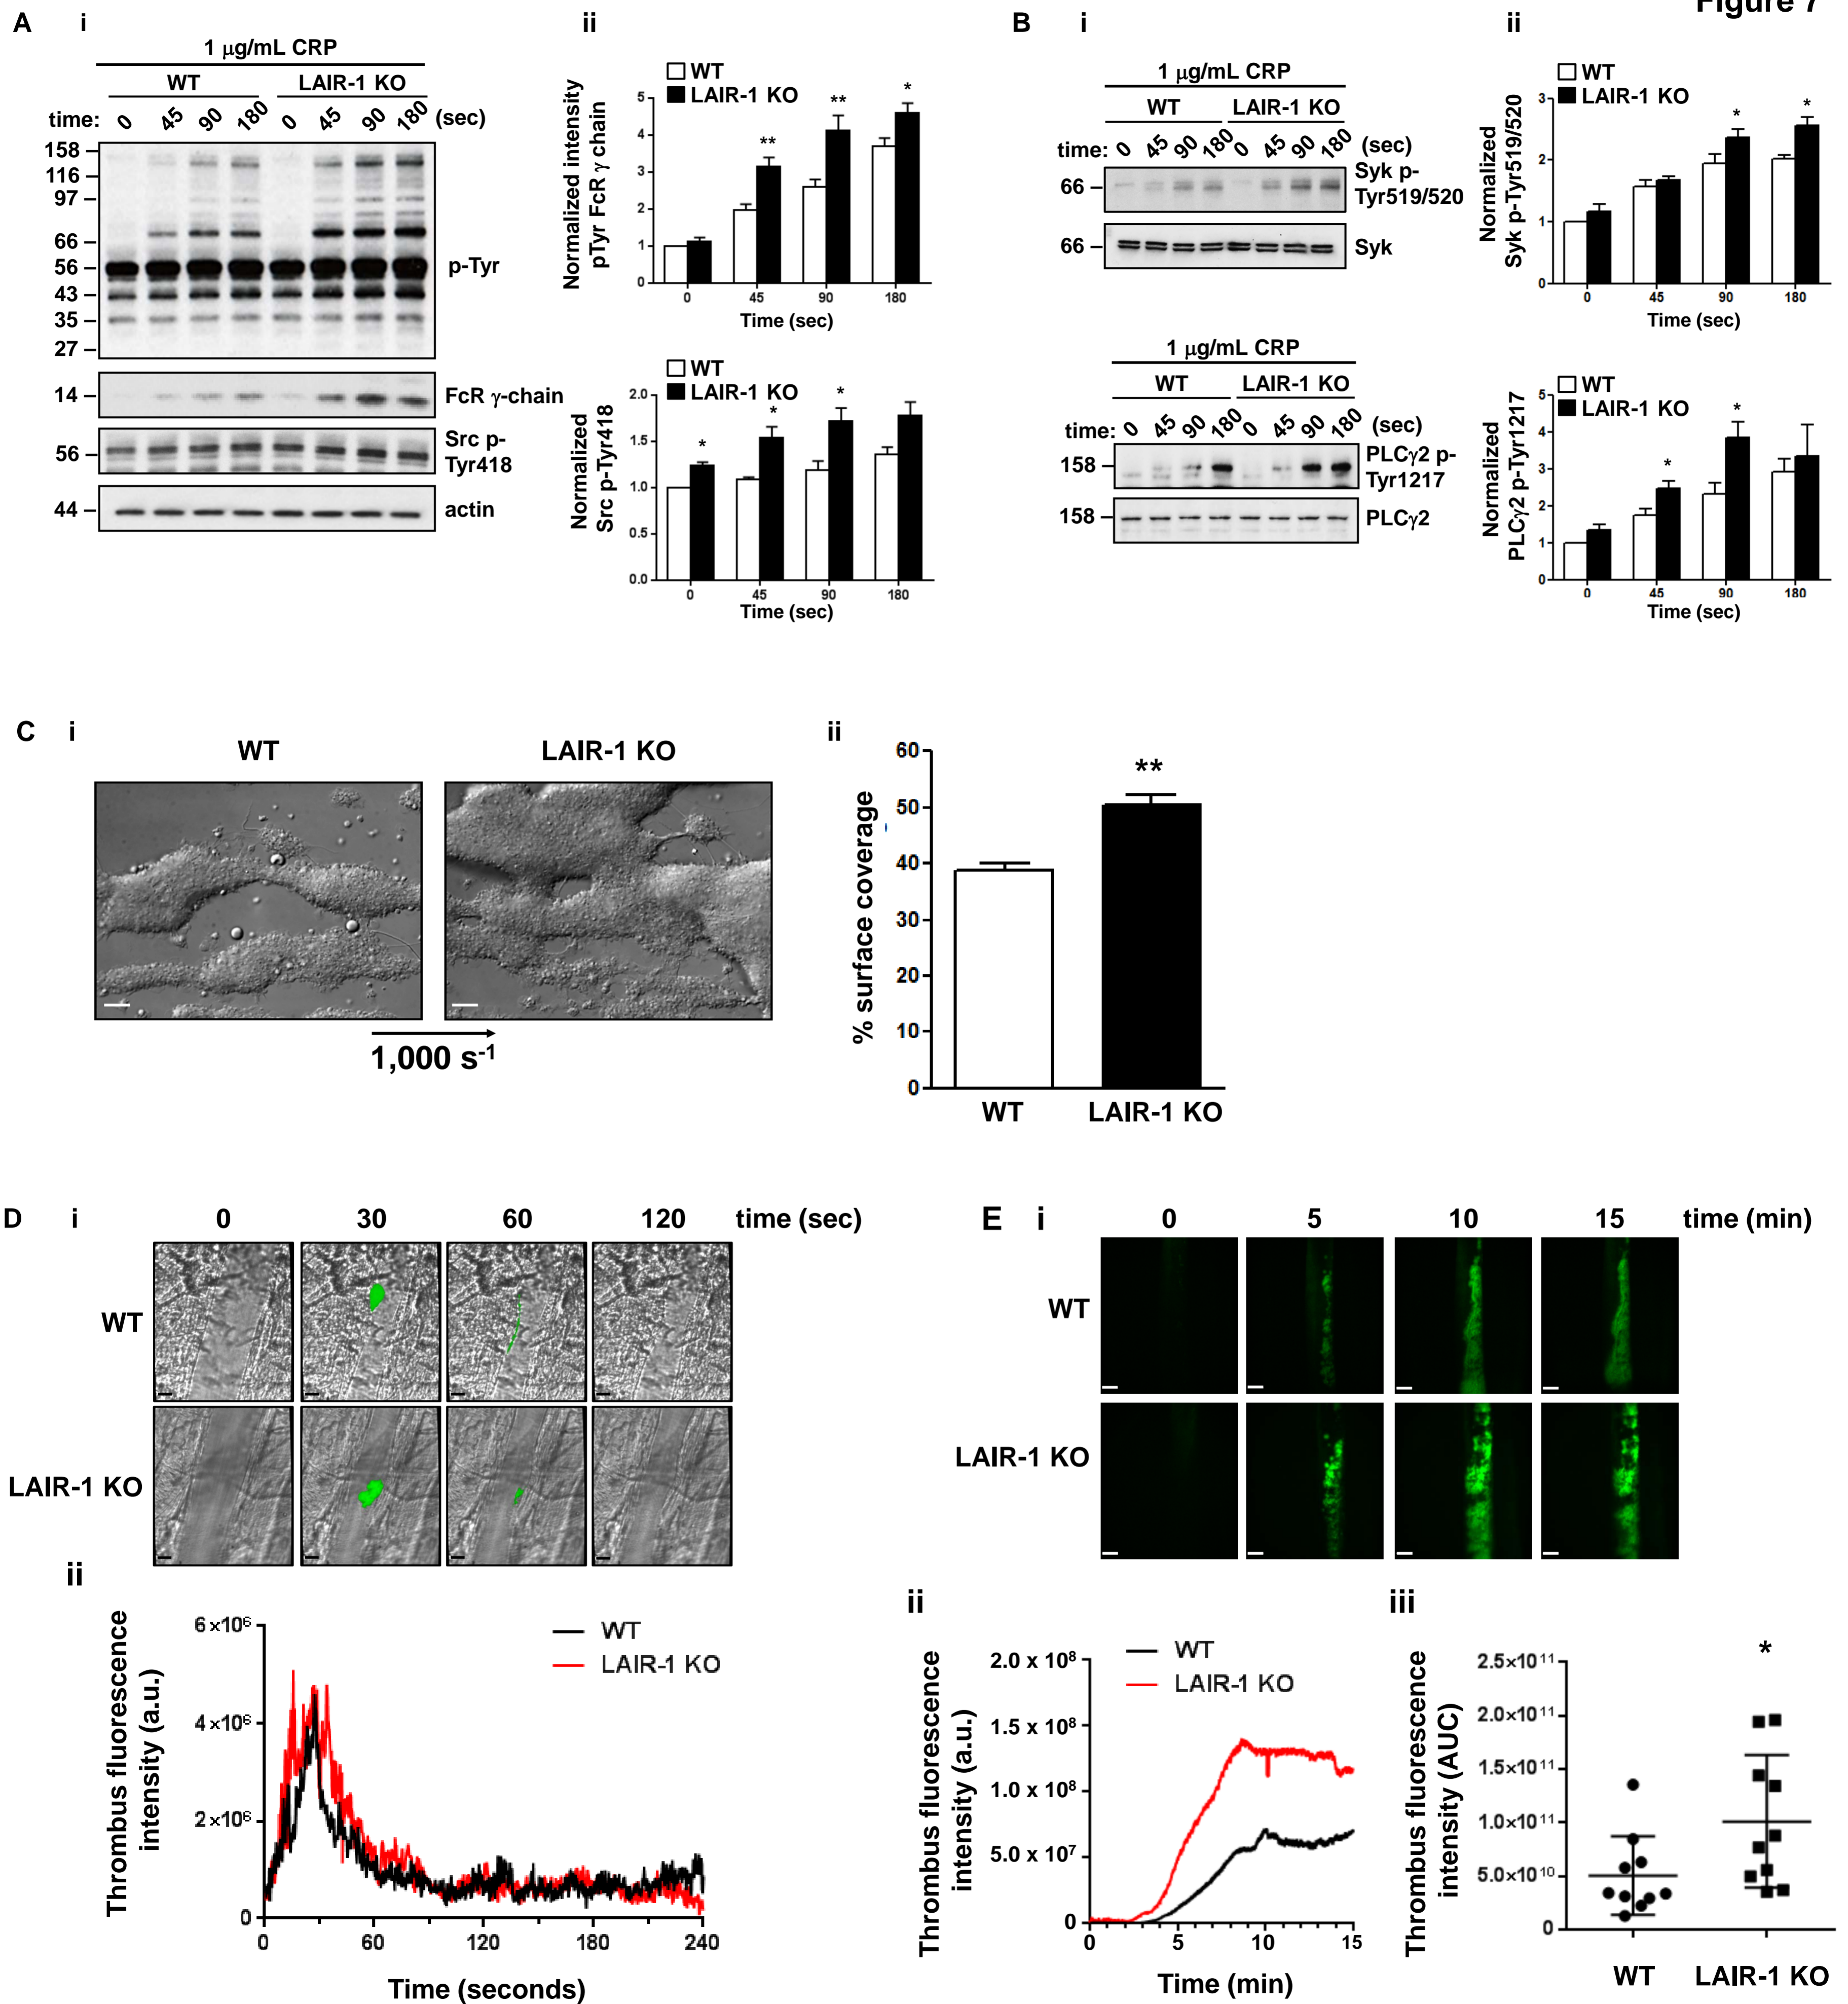 Figure 7
A i
1 μg/mL CRP
WT LAIR-1 KO
time: 0 45 90 180 0 45 90 180 (sec)
158
116
97
66
56
43
35
27
p-Tyr
14
FcR γ-chain
56
Src p-
Tyr418
44
actin
ii
WT
LAIR-1 KO
Normalized intensity
pTyr FcR γ chain
5
4
3
2
1
0
** ** *
0 45 90 180
Time (sec)
WT
LAIR-1 KO
Normalized
Src p-Tyr418
2.0
1.5
1.0
0.5
0.0
* * *
0 45 90 180
Time (sec)
B i
1 μg/mL CRP
WT LAIR-1 KO
time: 0 45 90 180 0 45 90 180 (sec)
66
Syk p-
Tyr519/520
66
Syk
1 μg/mL CRP
WT LAIR-1 KO
time: 0 45 90 180 0 45 90 180 (sec)
158
PLCγ2 p-
Tyr1217
158
PLCγ2
ii
WT
LAIR-1 KO
Normalized
Syk p-Tyr519/520
3
2
1
0
* *
0 45 90 180
Time (sec)
WT
LAIR-1 KO
Normalized
PLCγ2 p-Tyr1217
5
4
3
2
1
0
* *
0 45 90 180
Time (sec)
C i
WT LAIR-1 KO
1,000 s-1
ii
% surface coverage
60
50
40
30
20
10
0
**
WT LAIR-1 KO
D i 0 30 60 120 time (sec)
WT
LAIR-1 KO
ii
Thrombus fluorescence
intensity (a.u.)
6×10⁶
4×10⁶
2×10⁶
0
WT
LAIR-1 KO
0 60 120 180 240
Time (seconds)
E i 0 5 10 15 time (min)
WT
LAIR-1 KO
ii
Thrombus fluorescence
intensity (a.u.)
2.0 x 10⁸
1.5 x 10⁸
1.0 x 10⁸
5.0 x 10⁷
0
WT
LAIR-1 KO
0 5 10 15
Time (min)
iii
Thrombus fluorescence
intensity (AUC)
2.5×10¹¹
2.0×10¹¹
1.5×10¹¹
1.0×10¹¹
5.0×10¹⁰
0
*
WT LAIR-1 KO